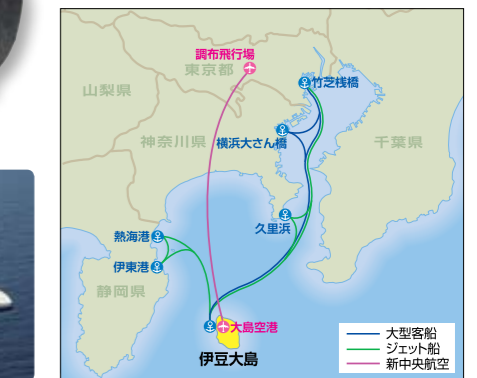 調布飛行場
東京都
竹芝桟橋
山梨県
神奈川県
横浜大さん橋
千葉県
久里浜
熱海港
伊東港
静岡県
大島空港
伊豆大島
大型客船
ジェット船
新中央航空